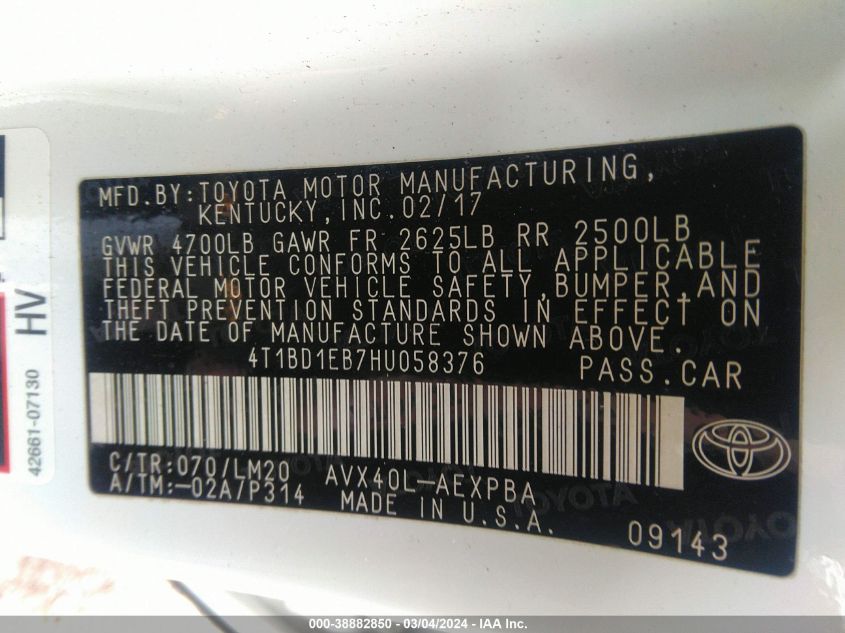 MFD.BY:TOYOTA MOTOR MANUFACTURING,
KENTUCKY,INC.02/17
GVWR 4700LB GAWR FR 2625LB RR 2500LB
THIS VEHICLE CONFORMS TO ALL APPLICABLE
FEDERAL MOTOR VEHICLE SAFETY,BUMPER,AND
THEFT PREVENTION STANDARDS IN EFFECT ON
THE DATE OF MANUFACTURE SHOWN ABOVE.
4T1BD1EB7HU058376 PASS.CAR
C/TR:070/LM20 AVX40L-AEXPBA
A/TM:-02A/P314 MADE IN U.S.A.
09143
HV
42661-07130
000-38882850 - 03/04/2024 - IAA Inc.